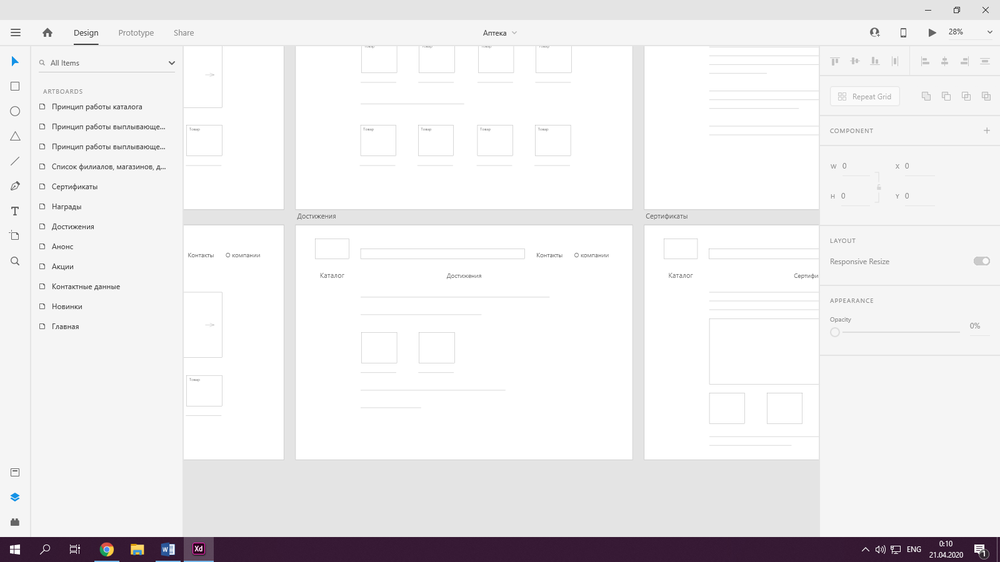 Design
Prototype
Share
Аптека
28%
All Items
ARTBOARDS
Принцип работы каталога
Принцип работы выплывающе...
Принцип работы выплывающе...
Список филиалов, магазинов, д...
Сертификаты
Награды
Достижения
Анонс
Акции
Контактные данные
Новинки
Главная
Товар
Товар
Товар
Товар
Товар
Товар
Товар
Товар
Товар
Достижения
Сертификаты
Контакты
О компании
Контакты
О компании
Каталог
Достижения
Каталог
Сертифи
Товар
Repeat Grid
COMPONENT
W 0
X 0
H 0
Y 0
LAYOUT
Responsive Resize
APPEARANCE
Opacity
0%
W
Xd
ENG
0:10
21.04.2020
1